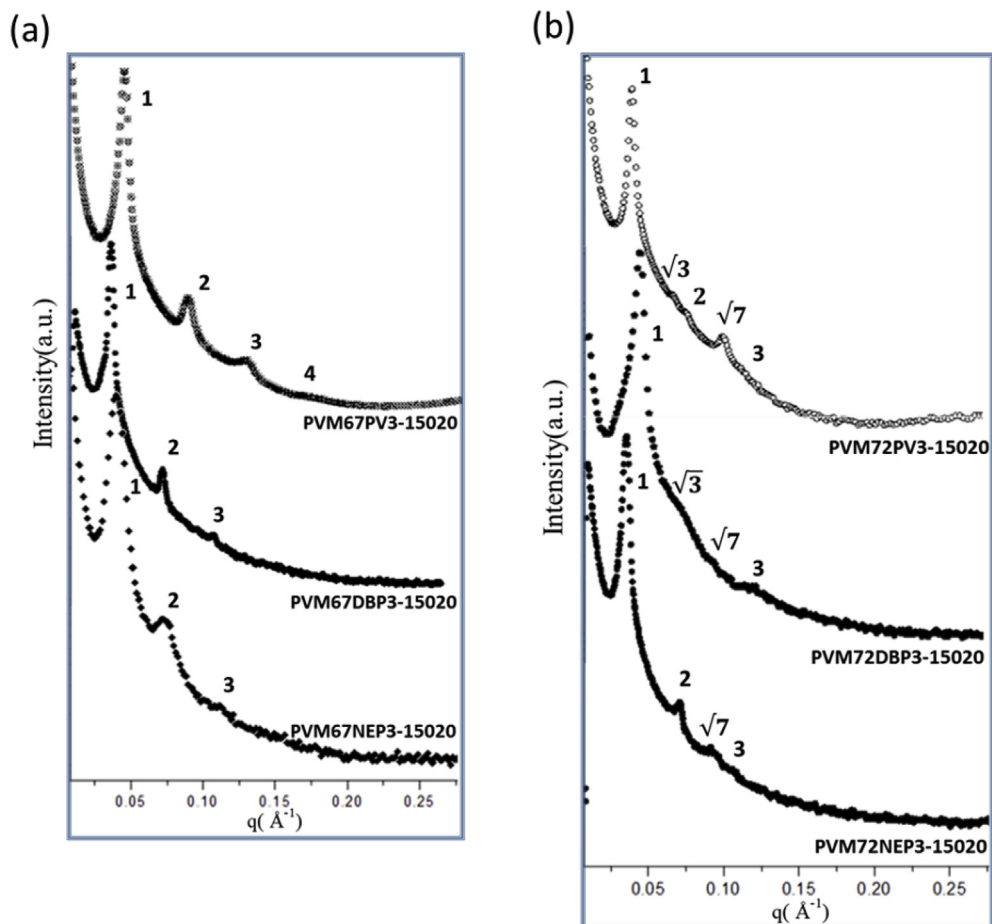 (a)
1
2
3
4
PVM67PV3-15020
1
2
3
PVM67DBP3-15020
1
2
3
PVM67NEP3-15020
Intensity(a.u.)
0.05 0.10 0.15 0.20 0.25
q( Å-1)
(b)
1
√3
2
√7
3
PVM72PV3-15020
1
√3
√7
3
PVM72DBP3-15020
1
2
√7
3
PVM72NEP3-15020
Intensity(a.u.)
0.05 0.10 0.15 0.20 0.25
q( Å-1)